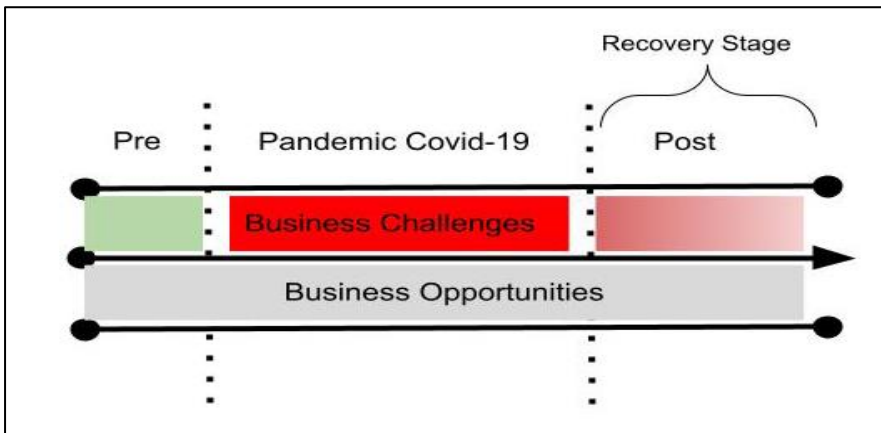 Recovery Stage
Pre
Pandemic Covid-19
Post
Business Challenges
Business Opportunities